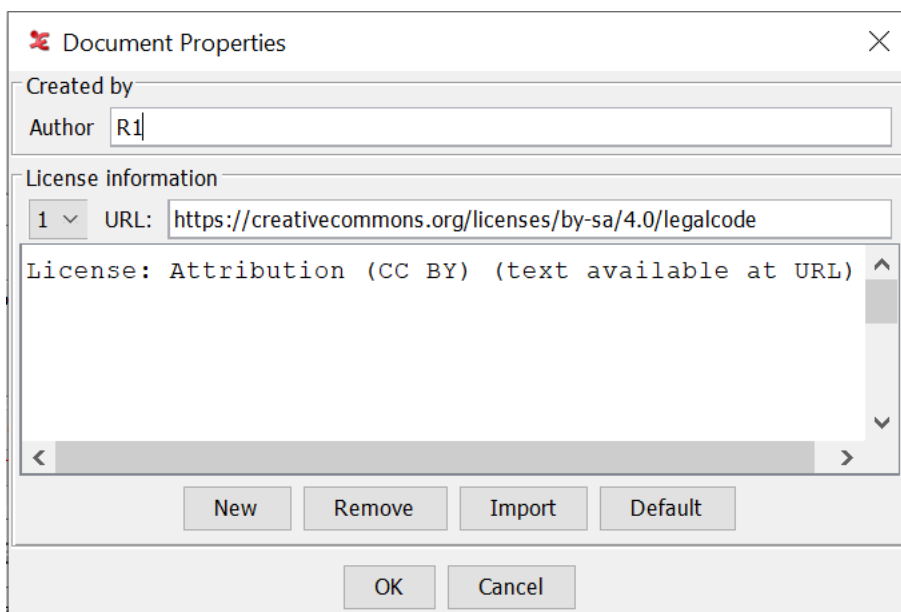 Document Properties
Created by
Author R1
License information
1 URL: https://creativecommons.org/licenses/by-sa/4.0/legalcode
License: Attribution (CC BY) (text available at URL)
New Remove Import Default
OK Cancel